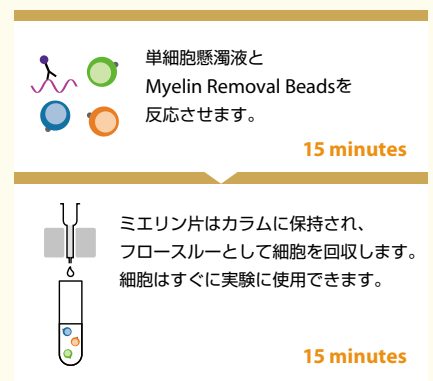 単細胞懸濁液と
Myelin Removal Beadsを
反応させます。
15 minutes
ミエリン片はカラムに保持され、
フロースルーとして細胞を回収します。
細胞はすぐに実験に使用できます。
15 minutes